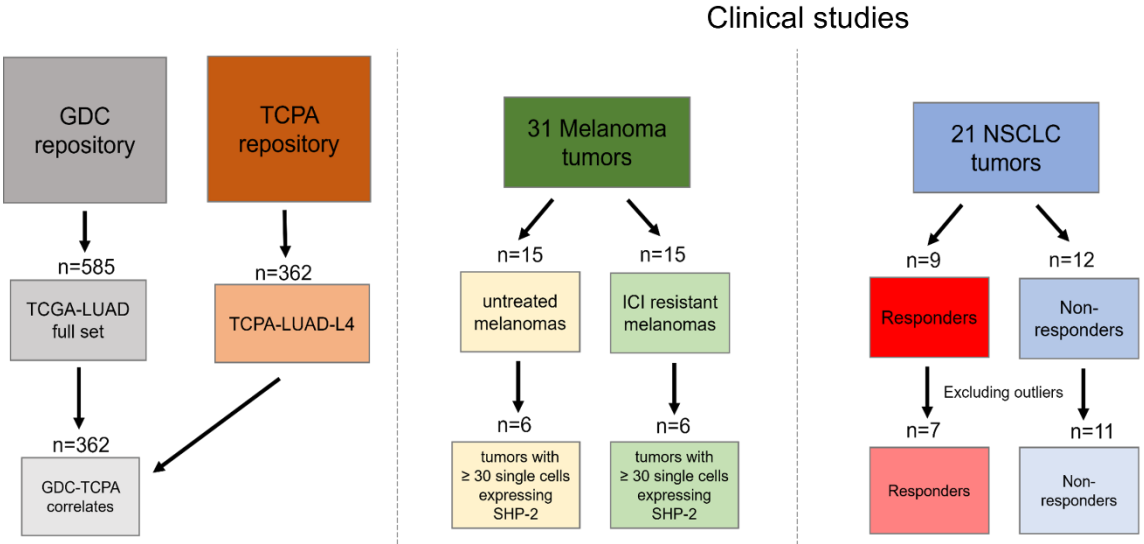 Clinical studies
GDC
repository
TCPA
repository
n=585
n=362
TCGA-LUAD
full set
TCPA-LUAD-L4
n=362
GDC-TCPA
correlates
31 Melanoma
tumors
n=15
n=15
untreated
melanomas
ICI resistant
melanomas
n=6
n=6
tumors with
≥ 30 single cells
expressing
SHP-2
tumors with
≥ 30 single cells
expressing
SHP-2
21 NSCLC
tumors
n=9
n=12
Responders
Non-
responders
Excluding outliers
n=7
n=11
Responders
Non-
responders